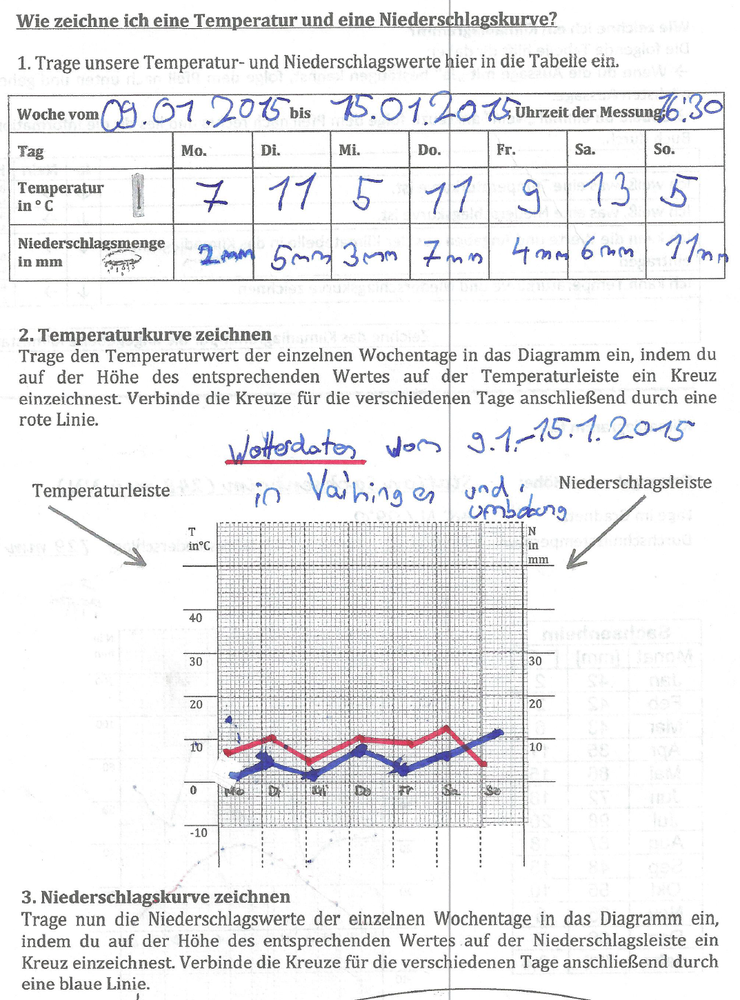 Wie zeichne ich eine Temperatur und eine Niederschlagskurve?
1. Trage unsere Temperatur- und Niederschlagswerte hier in die Tabelle ein.
Woche vom 09.01.2015 bis 15.01.2015, Uhrzeit der Messung: 16:30
Tag Mo. Di. Mi. Do. Fr. Sa. So.
Temperatur
in °C 7 11 5 11 9 13 5
Niederschlagsmenge
in mm 2mm 5mm 3mm 7mm 4mm 6mm 11mm
2. Temperaturkurve zeichnen
Trage den Temperaturwert der einzelnen Wochentage in das Diagramm ein, indem du
auf der Höhe des entsprechenden Wertes auf der Temperaturleiste ein Kreuz
einzeichnest. Verbinde die Kreuze für die verschiedenen Tage anschließend durch eine
rote Linie.
Wetterdaten vom 9.1.-15.1.2015
in Vaihingen und
Temperaturleiste
Niederschlagsleiste
T
in°C
N
in
mm
40
30 30
20 20
10 10
0 Mo Di Mi Do Fr Sa So
-10
3. Niederschlagskurve zeichnen
Trage nun die Niederschlagswerte der einzelnen Wochentage in das Diagramm ein,
indem du auf der Höhe des entsprechenden Wertes auf der Niederschlagsleiste ein
Kreuz einzeichnest. Verbinde die Kreuze für die verschiedenen Tage anschließend durch
eine blaue Linie.